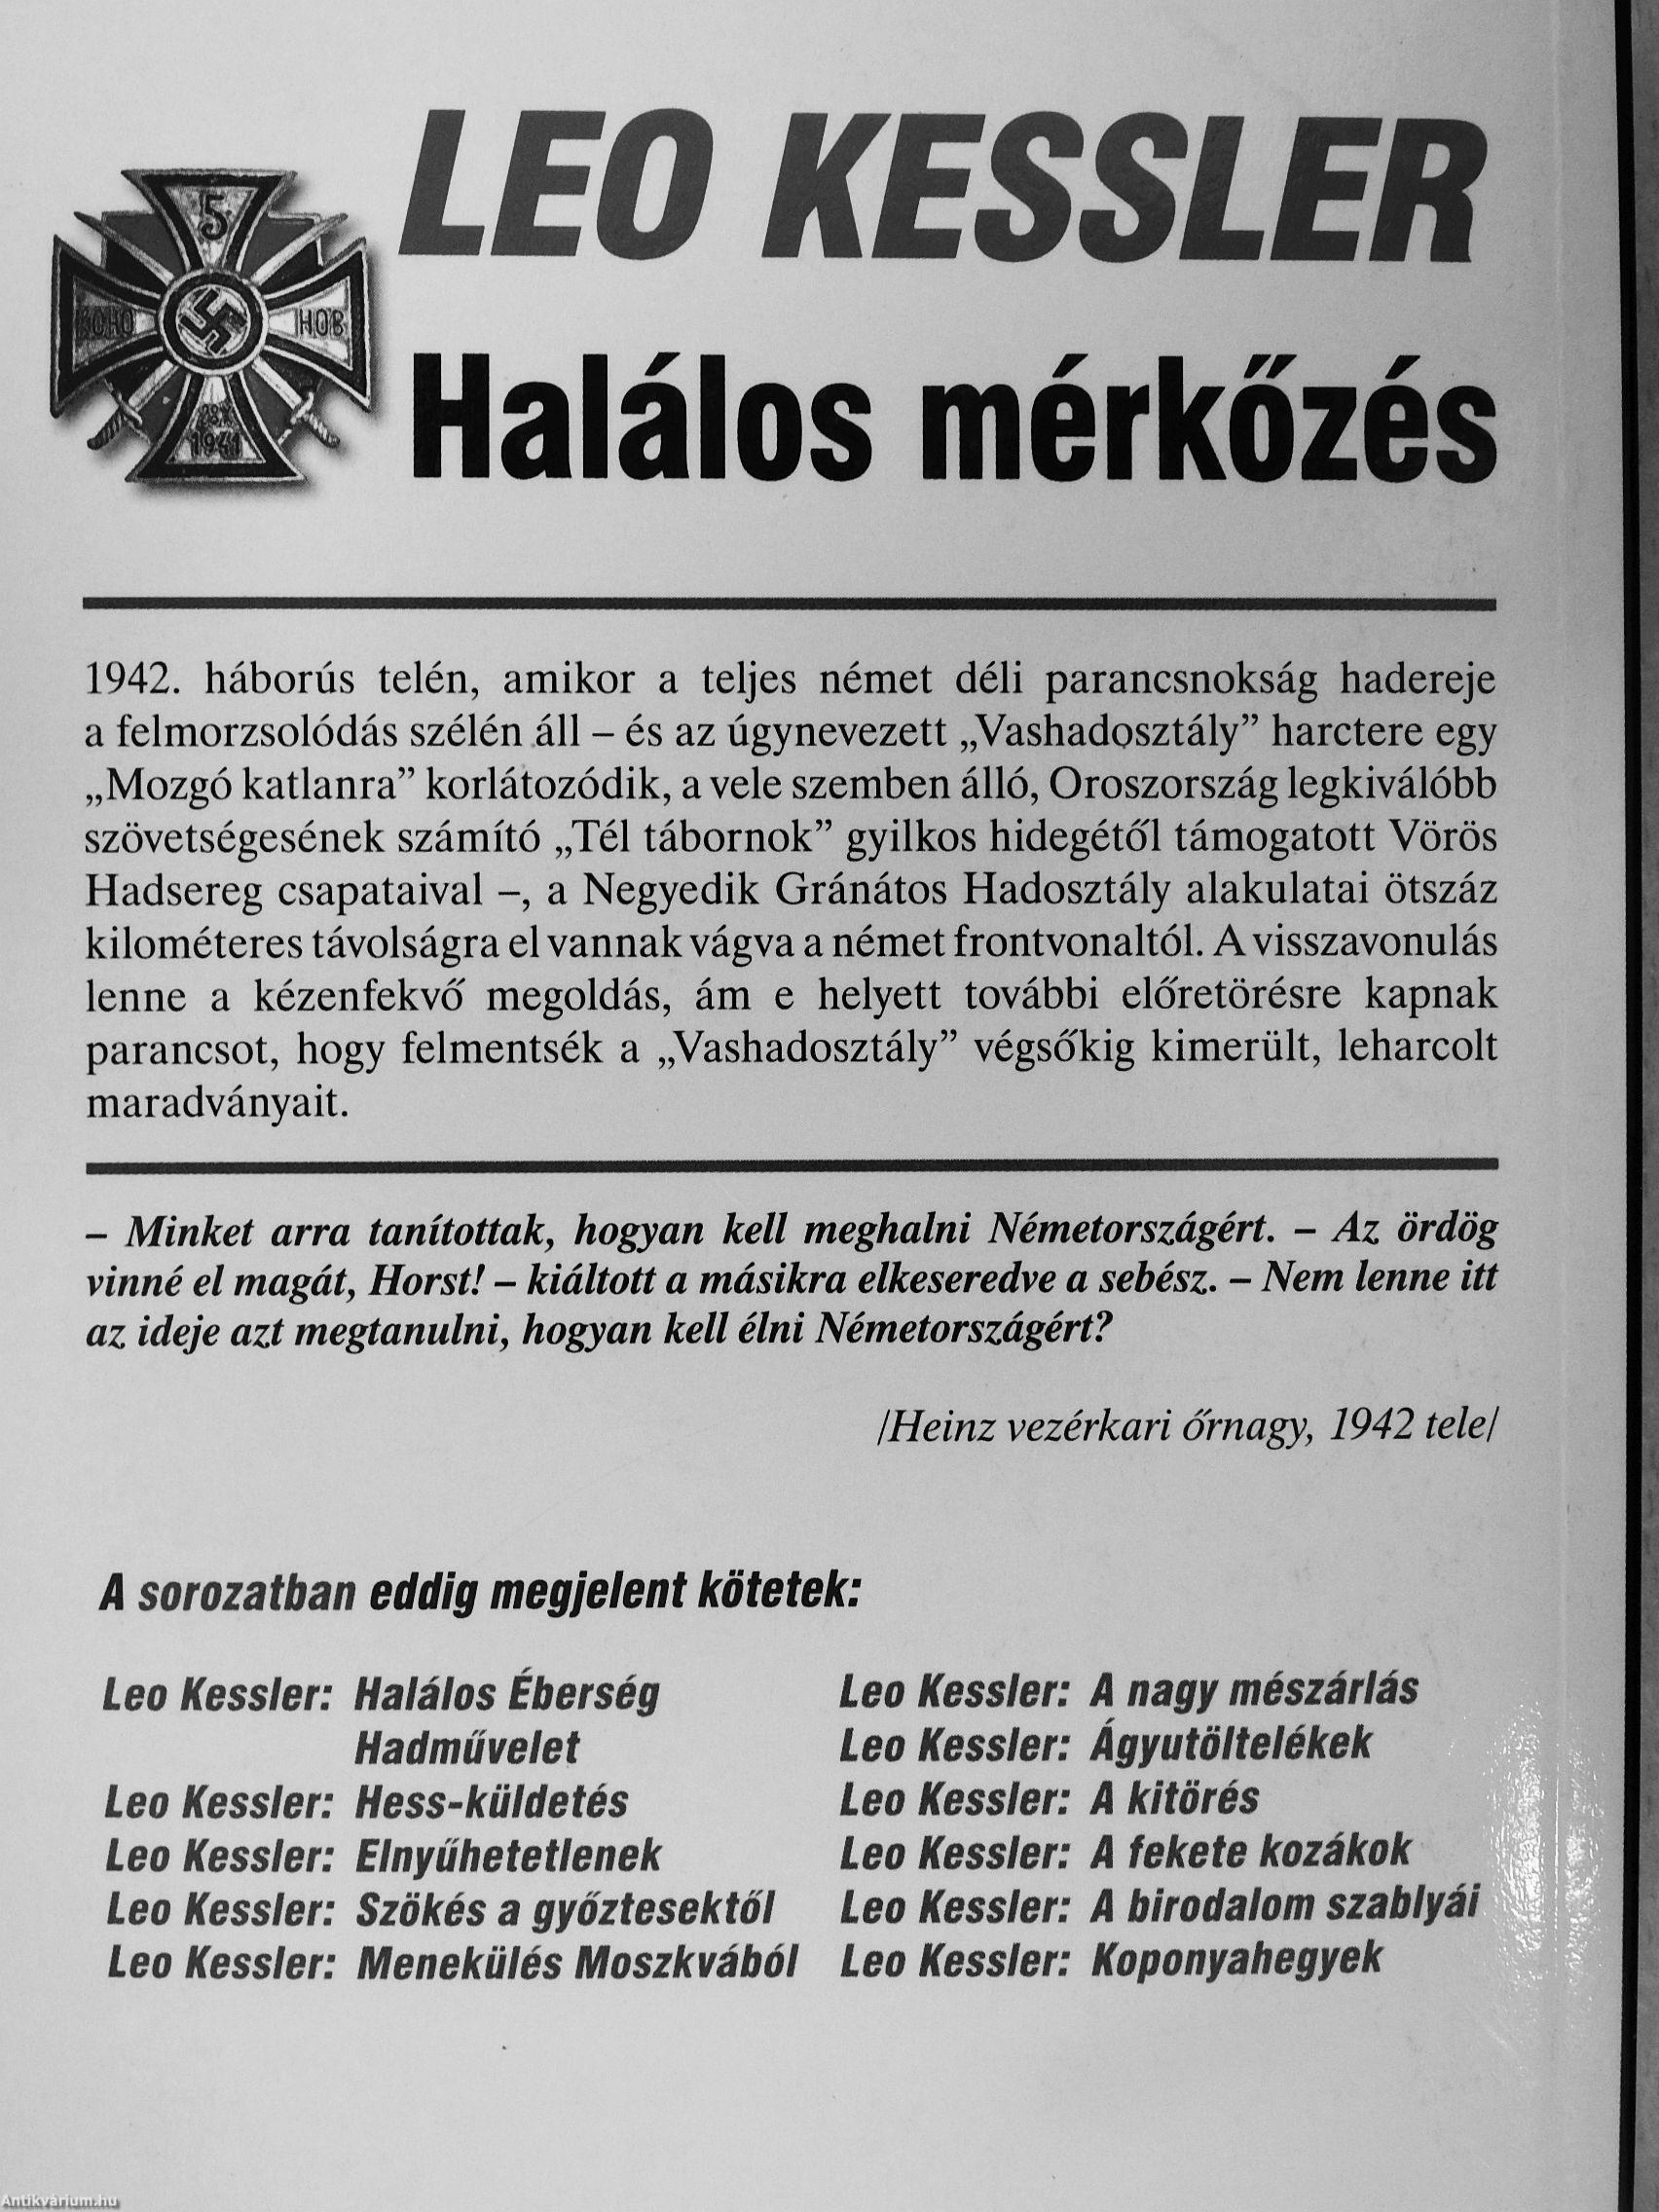 LEO KESSLER
5
HOB
1941
Halálos mérkőzés
1942. háborús telén, amikor a teljes német déli parancsnokság hadereje
a felmorzsolódás szélén áll – és az úgynevezett „Vashadosztály” harctere egy
„Mozgó katlanra” korlátozódik, a vele szemben álló, Oroszország legkiválóbb
szövetségesének számító „Tél tábornok” gyilkos hidegétől támogatott Vörös
Hadsereg csapataival –, a Negyedik Gránátos Hadosztály alakulatai ötszáz
kilométeres távolságra el vannak vágva a német frontvonaltól. A visszavonulás
lenne a kézenfekvő megoldás, ám e helyett további előretörésre kapnak
parancsot, hogy felmentsék a „Vashadosztály” végsőkig kimerült, leharcolt
maradványait.
– Minket arra tanítottak, hogyan kell meghalni Németországért. – Az ördög
vinné el magát, Horst! – kiáltott a másikra elkeseredve a sebész. – Nem lenne itt
az ideje azt megtanulni, hogyan kell élni Németországért?
/Heinz vezérkari őrnagy, 1942 tele/
A sorozatban eddig megjelent kötetek:
Leo Kessler: Halálos Éberség
Hadművelet
Leo Kessler: Hess-küldetés
Leo Kessler: Elnyűhetetlenek
Leo Kessler: Szökés a győztesektől
Leo Kessler: Menekülés Moszkvából
Leo Kessler: A nagy mészárlás
Leo Kessler: Ágyutöltelékek
Leo Kessler: A kitörés
Leo Kessler: A fekete kozákok
Leo Kessler: A birodalom szablyái
Leo Kessler: Koponyahegyek
Antikvárium.hu